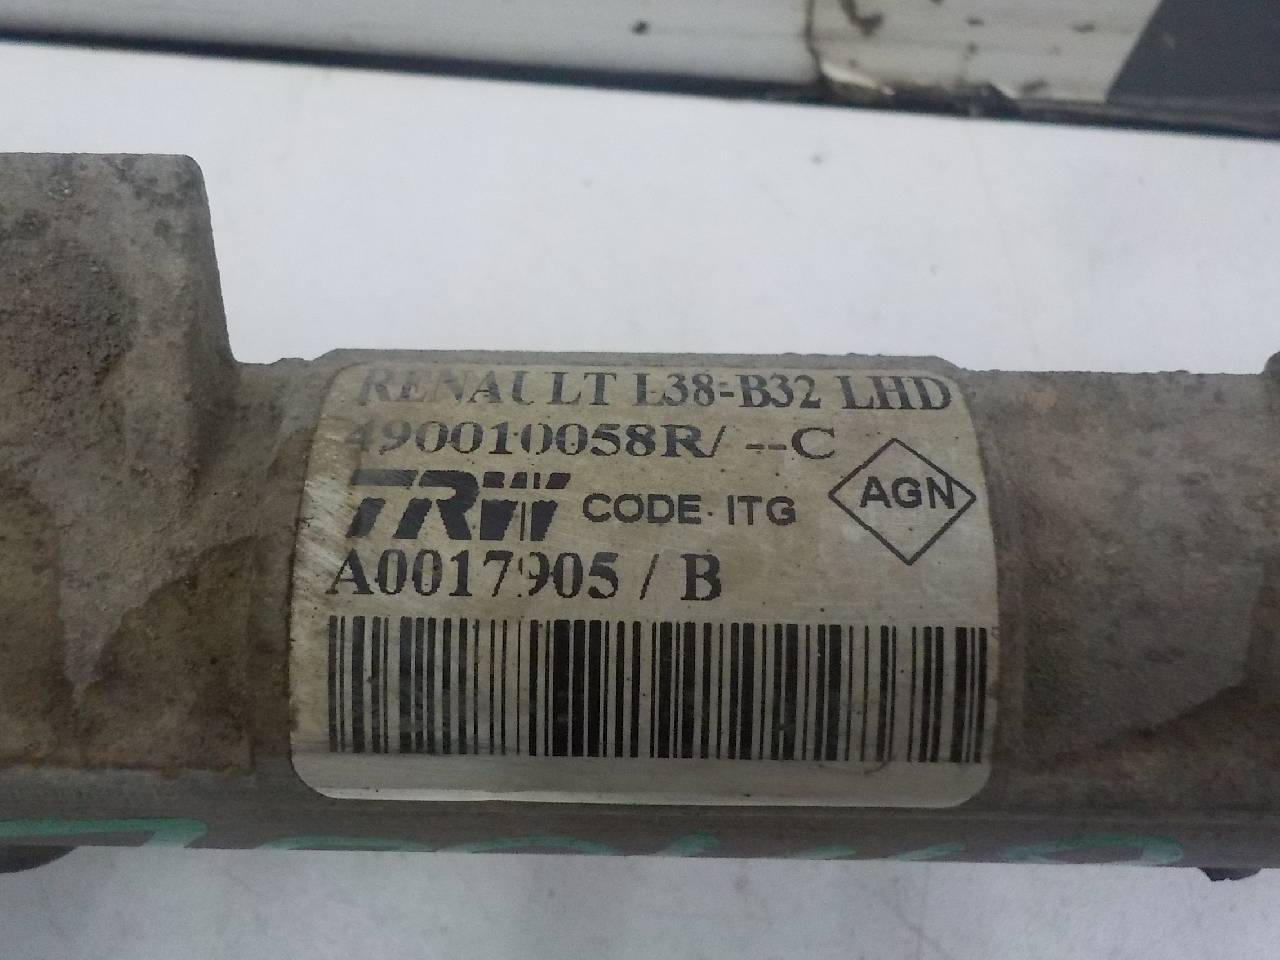 RENAULT L38-B32 LHD
490010058R/ --C
TRW CODE ITG
AGN
A0017905 / B